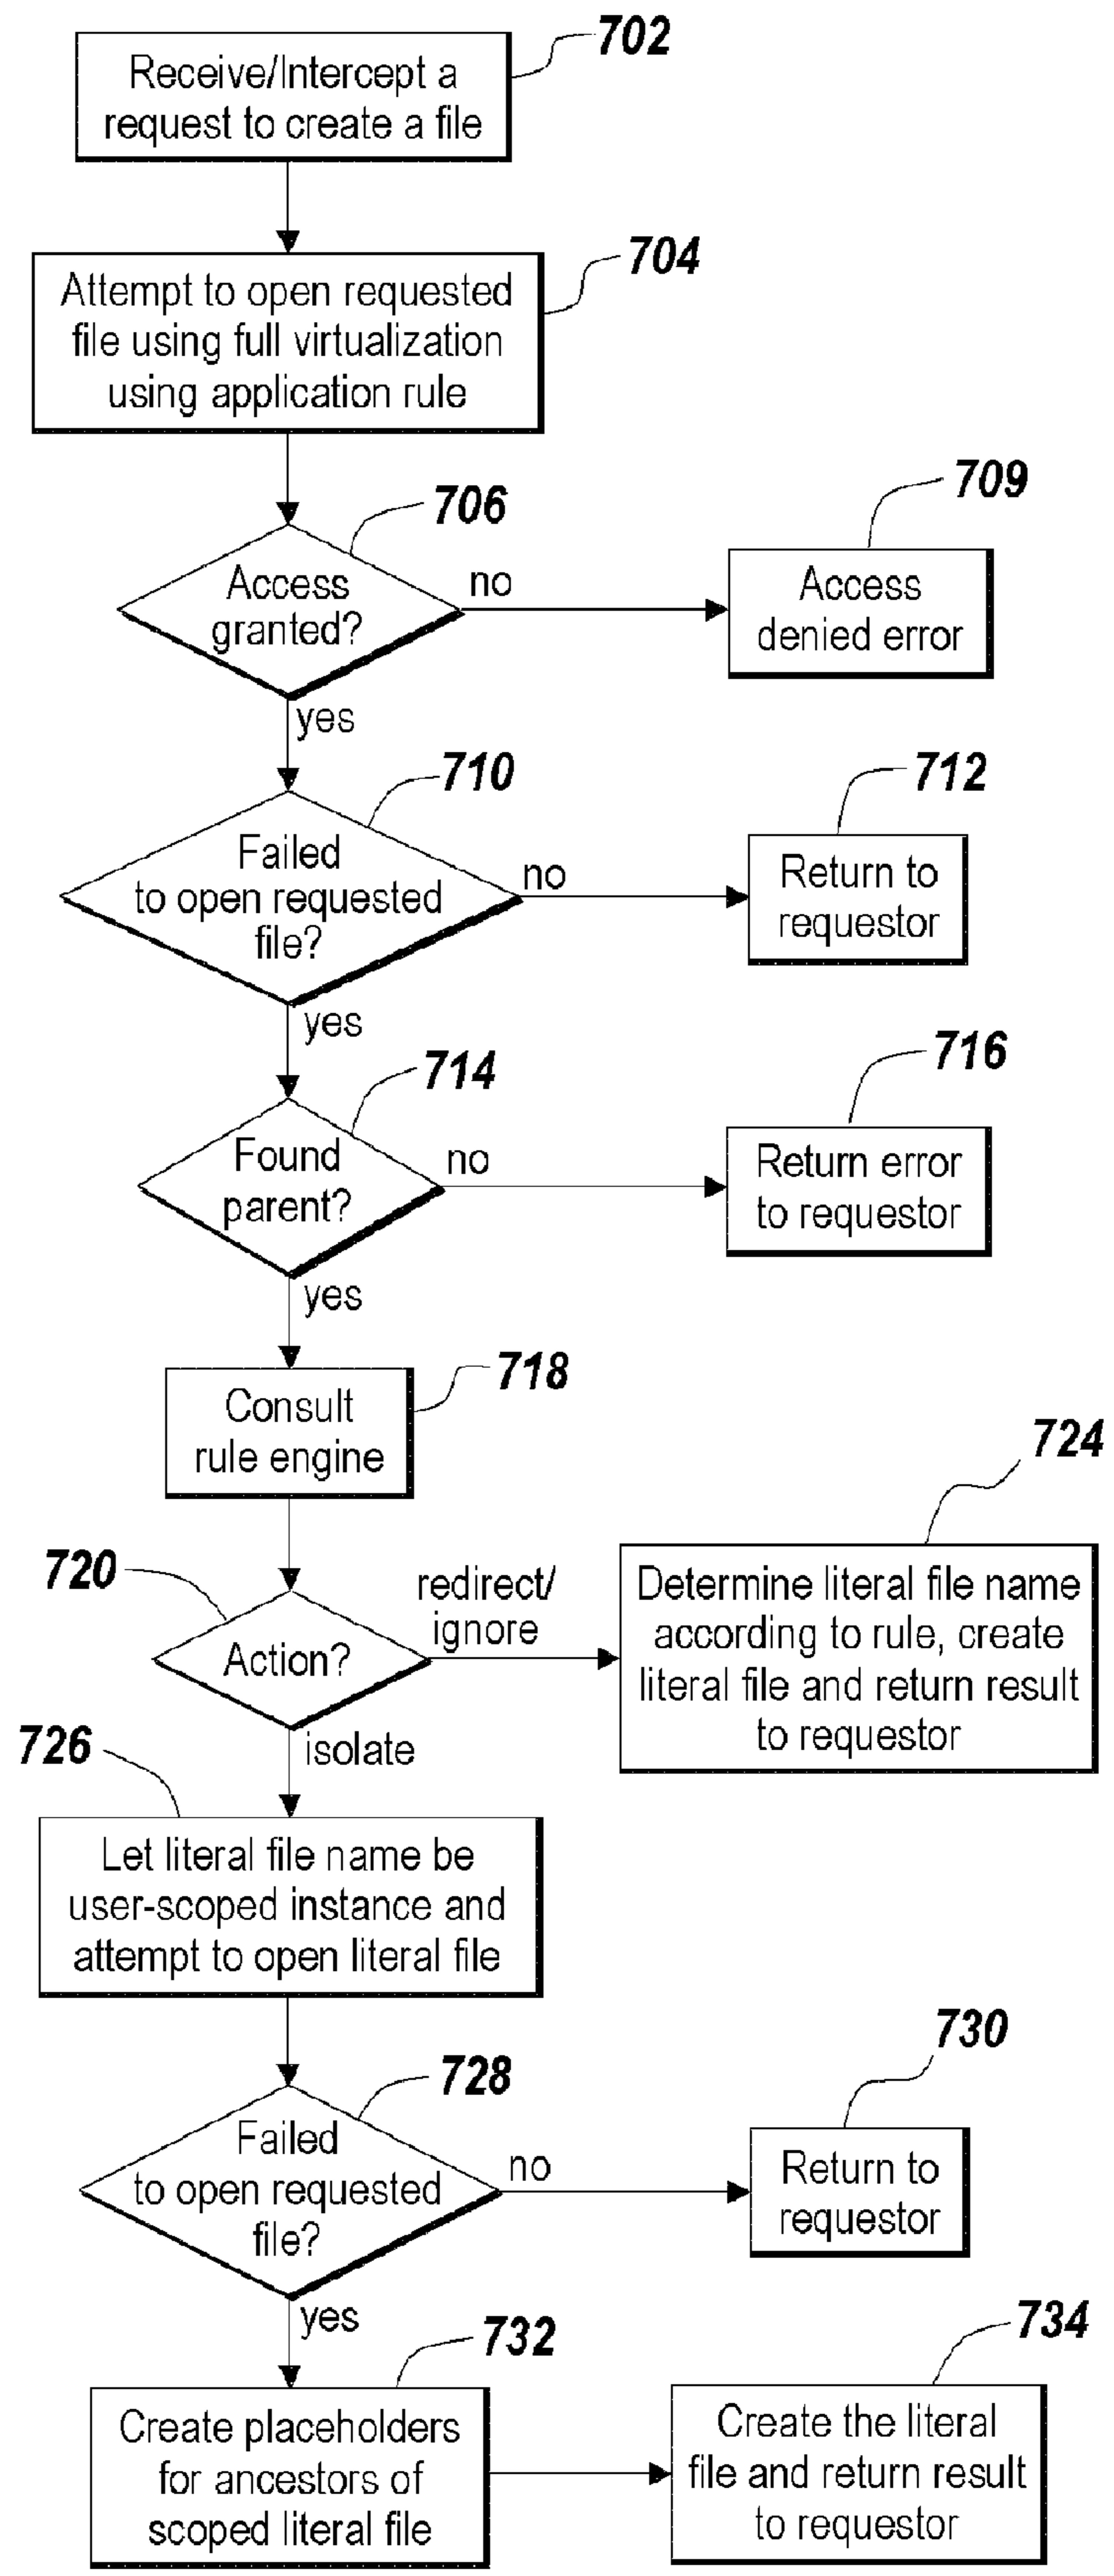 702
Receive/Intercept a
request to create a file
704
Attempt to open requested
file using full virtualization
using application rule
706
Access
granted?
no
709
Access
denied error
yes
710
Failed
to open requested
file?
no
712
Return to
requestor
yes
714
Found
parent?
no
716
Return error
to requestor
yes
718
Consult
rule engine
720
Action?
redirect/
ignore
724
Determine literal file name
according to rule, create
literal file and return result
to requestor
isolate
726
Let literal file name be
user-scoped instance and
attempt to open literal file
728
Failed
to open requested
file?
no
730
Return to
requestor
yes
732
Create placeholders
for ancestors of
scoped literal file
734
Create the literal
file and return result
to requestor